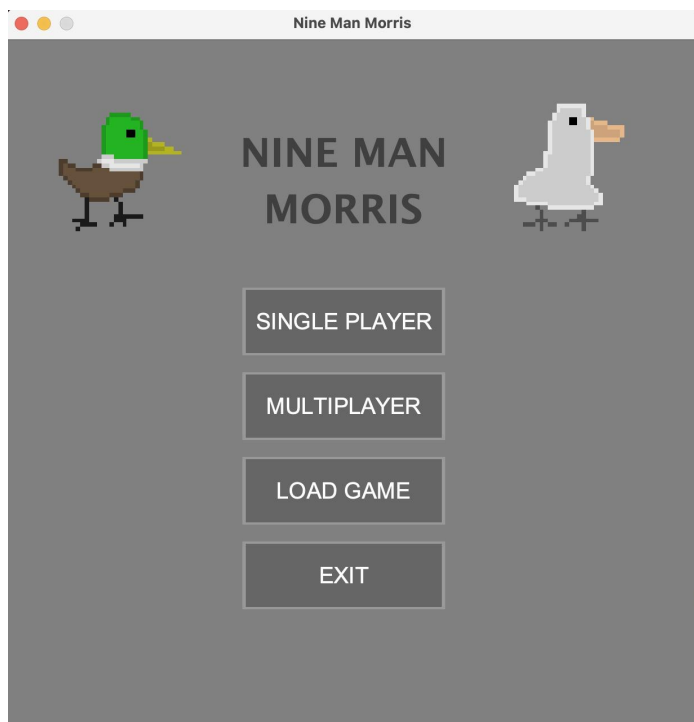 Nine Man Morris
NINE MAN
MORRIS
SINGLE PLAYER
MULTIPLAYER
LOAD GAME
EXIT